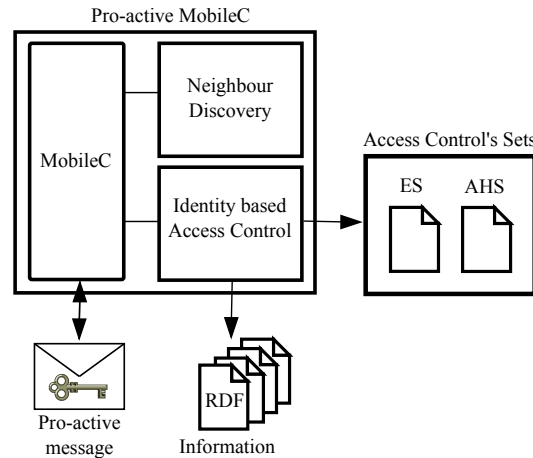 Pro-active MobileC
MobileC
Neighbour
Discovery
Identity based
Access Control
Access Control's Sets
ES
AHS
RDF
Pro-active
message
Information